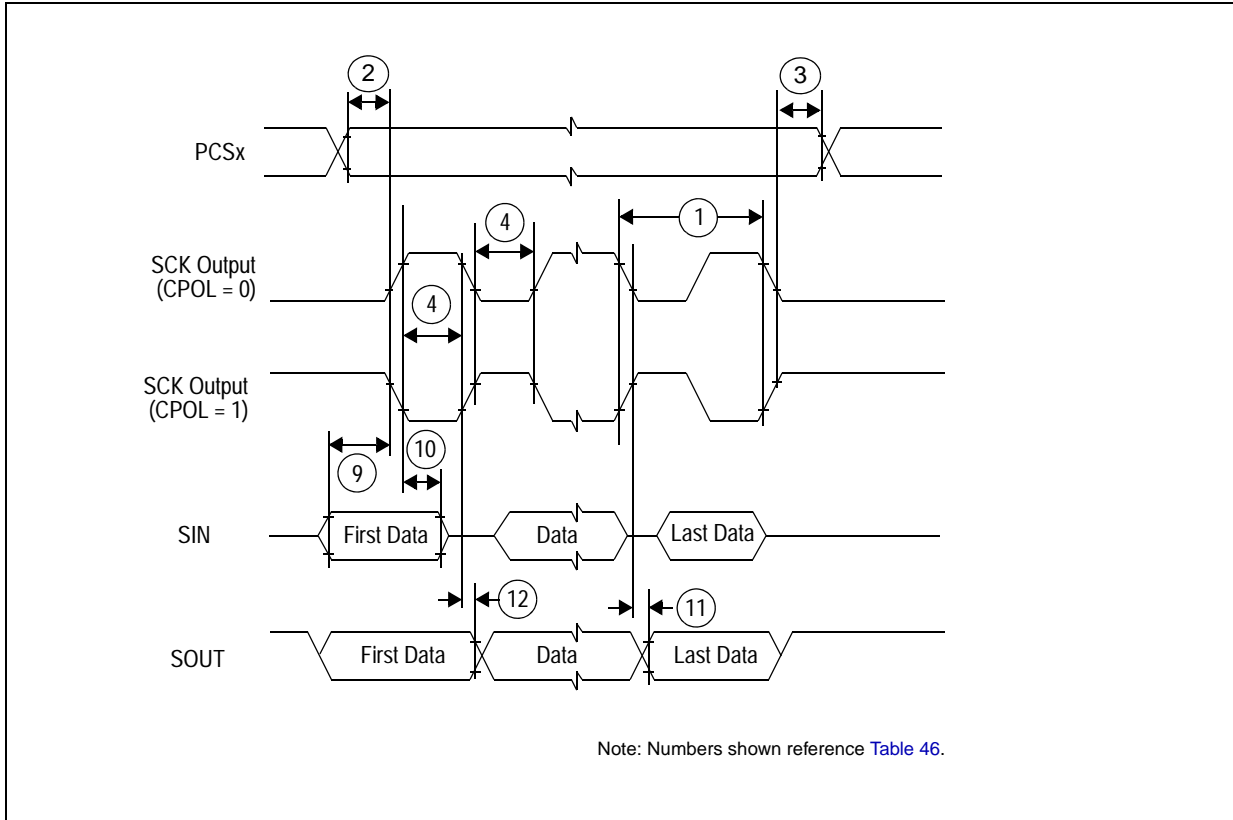 2
3
PCSx
1
4
SCK Output
(CPOL = 0)
4
SCK Output
(CPOL = 1)
10
9
SIN
First Data
Data
Last Data
12
11
SOUT
First Data
Data
Last Data
Note: Numbers shown reference Table 46.